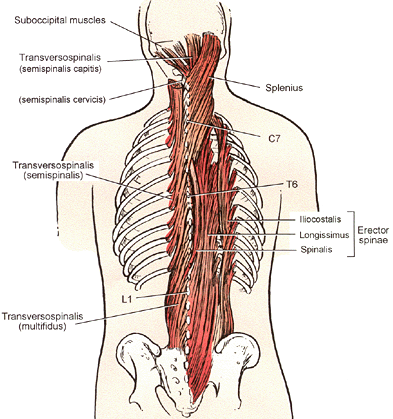 Suboccipital muscles
Transversospinalis
(semispinalis capitis)
Splenius
(semispinalis cervicis)
C7
Transversospinalis
(semispinalis)
T6
Iliocostalis
Longissimus
Spinalis
Erector
spinae
L1
Transversospinalis
(multifidus)